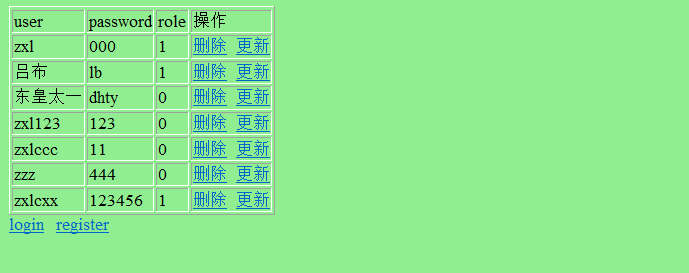 user password role 操作
zxl 000 1 删除 更新
吕布 lb 1 删除 更新
东皇太一 dhty 0 删除 更新
zxl123 123 0 删除 更新
zxlccc 11 0 删除 更新
zzz 444 0 删除 更新
zxlcxx 123456 1 删除 更新
login register